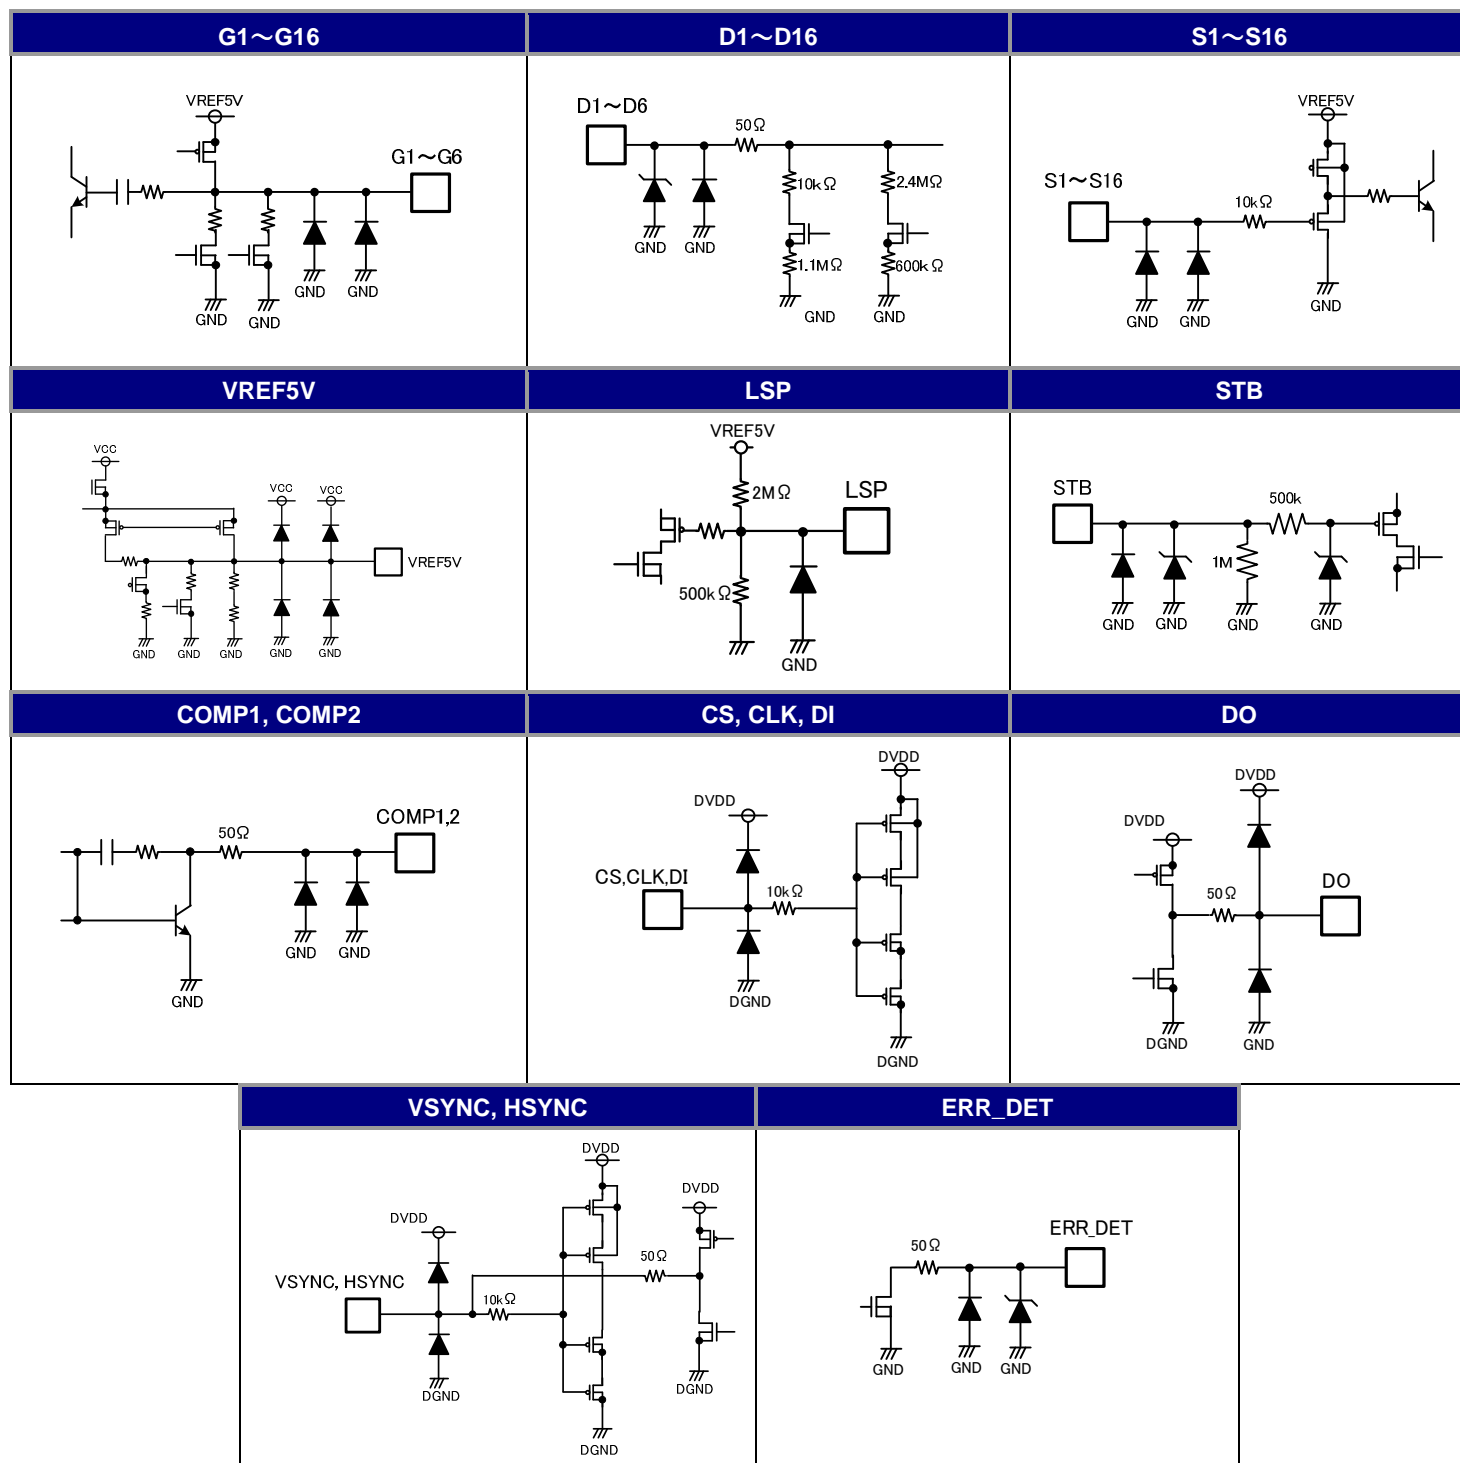 G1～G16
D1～D16
S1～S16
VREF5V
G1～G6
GND
GND
GND
GND
D1～D6
50Ω
10kΩ
2.4MΩ
GND
GND
1.1MΩ
600kΩ
GND
GND
VREF5V
S1～S16
10kΩ
GND
GND
GND
VREF5V
LSP
STB
VCC
VCC
VCC
VREF5V
GND
GND
GND
GND
GND
VREF5V
2MΩ
LSP
500kΩ
GND
STB
500k
1M
GND
GND
GND
GND
COMP1, COMP2
CS, CLK, DI
DO
50Ω
COMP1,2
GND
GND
GND
DVDD
DVDD
CS,CLK,DI
10kΩ
DGND
DGND
DVDD
DVDD
50Ω
DO
DGND
GND
VSYNC, HSYNC
ERR_DET
DVDD
DVDD
DVDD
50Ω
VSYNC, HSYNC
10kΩ
DGND
DGND
DGND
ERR_DET
50Ω
GND
GND
GND